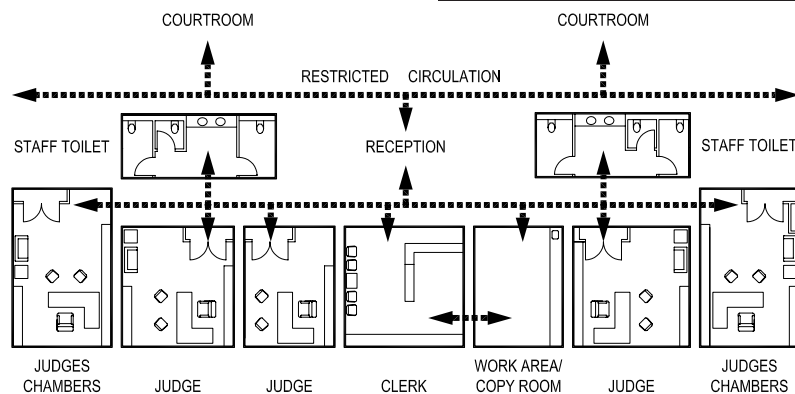 COURTROOM COURTROOM
RESTRICTED CIRCULATION
STAFF TOILET RECEPTION STAFF TOILET
JUDGES
CHAMBERS
JUDGE
JUDGE
CLERK
WORK AREA/
COPY ROOM
JUDGE
JUDGES
CHAMBERS